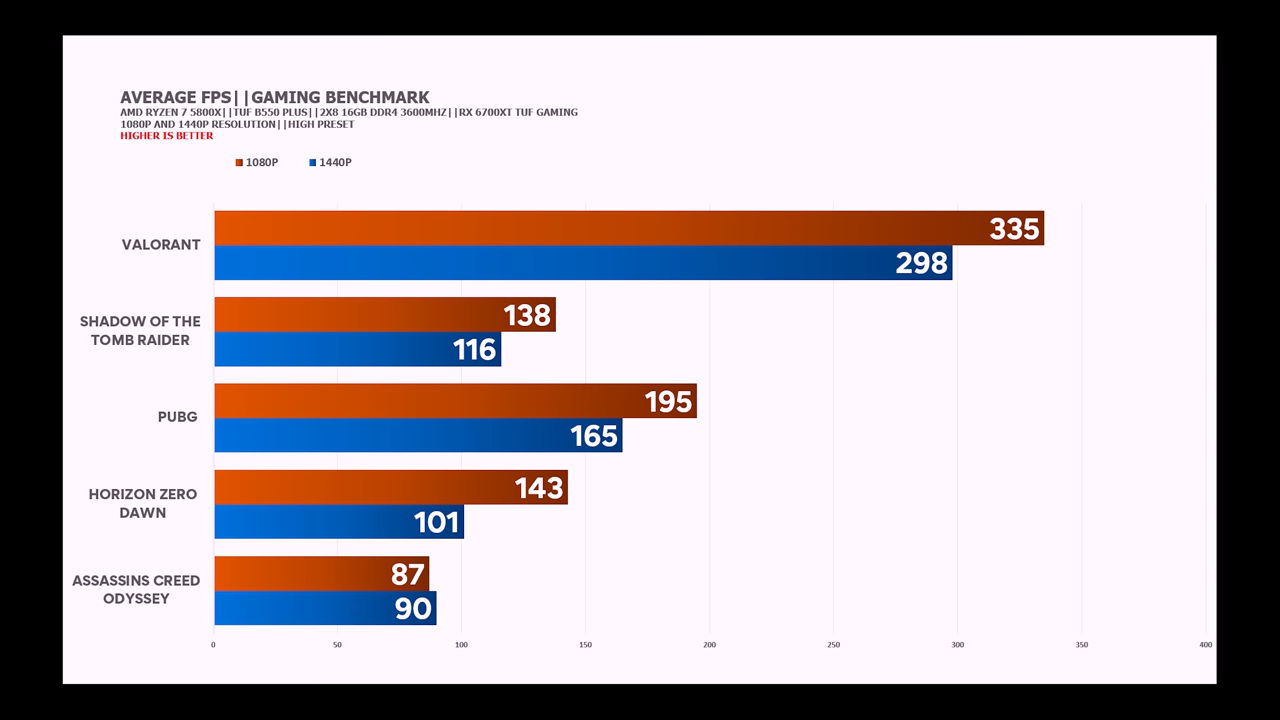 AVERAGE FPS||GAMING BENCHMARK
AMD RYZEN 7 5800X||TUF B550 PLUS||2X8 16GB DDR4 3600MHZ||RX 6700XT TUF GAMING
1080P AND 1440P RESOLUTION||HIGH PRESET
HIGHER IS BETTER
1080P 1440P
VALORANT
335
298
SHADOW OF THE
TOMB RAIDER
138
116
PUBG
195
165
HORIZON ZERO
DAWN
143
101
ASSASSINS CREED
ODYSSEY
87
90
0 50 100 150 200 250 300 350 400